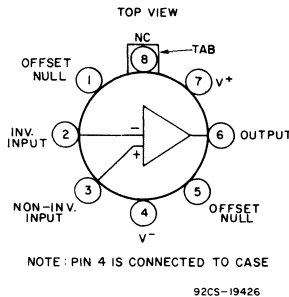 TOP VIEW
NC
TAB
8
OFFSET
NULL
1
7
V+
INV.
INPUT
2
-
+
6
OUTPUT
3
NON-INV.
INPUT
4
V-
5
OFFSET
NULL
NOTE: PIN 4 IS CONNECTED TO CASE
92CS-19426